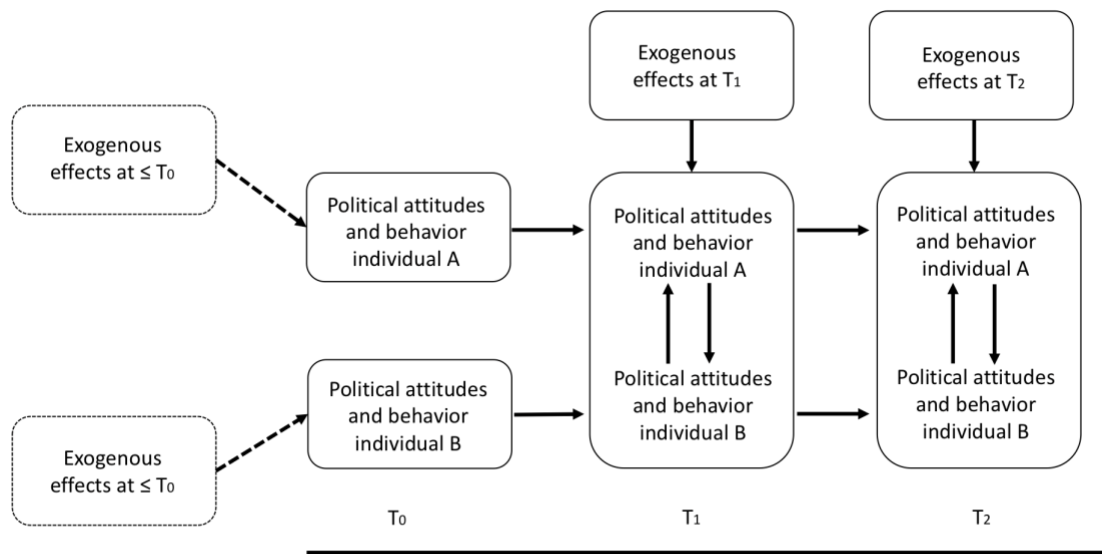 Exogenous
effects at T₁
Exogenous
effects at T₂
Exogenous
effects at ≤ T₀
Political attitudes
and behavior
individual A
Political attitudes
and behavior
individual A
Political attitudes
and behavior
individual A
Political attitudes
and behavior
individual B
Political attitudes
and behavior
individual B
Political attitudes
and behavior
individual B
Exogenous
effects at ≤ T₀
T₀
T₁
T₂